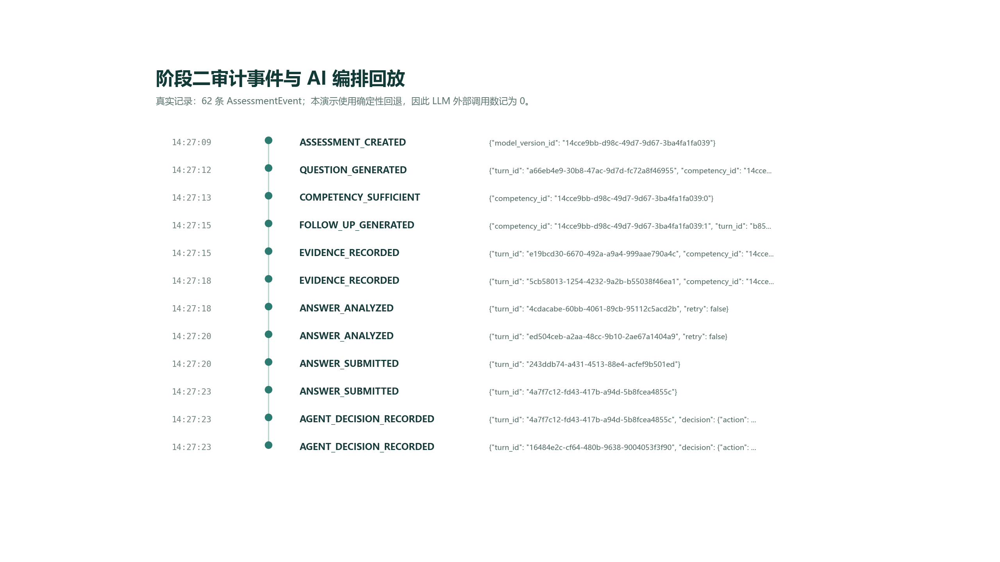 阶段二审计事件与 AI 编排回放
真实记录：62 条 AssessmentEvent；本演示使用确定性回退，因此 LLM 外部调用数记为 0。
14:27:09 ASSESSMENT_CREATED {"model_version_id": "14cce9bb-d98c-49d7-9d67-3ba4fa1fa039"}
14:27:12 QUESTION_GENERATED {"turn_id": "a66eb4e9-30b8-47ac-9d7d-fc72a8f46955", "competency_id": "14cce...
14:27:13 COMPETENCY_SUFFICIENT {"competency_id": "14cce9bb-d98c-49d7-9d67-3ba4fa1fa039:0"}
14:27:15 FOLLOW_UP_GENERATED {"competency_id": "14cce9bb-d98c-49d7-9d67-3ba4fa1fa039:1", "turn_id": "b85...
14:27:15 EVIDENCE_RECORDED {"turn_id": "e19bcd30-6670-492a-a9a4-999aae790a4c", "competency_id": "14cce...
14:27:18 EVIDENCE_RECORDED {"turn_id": "5cb58013-1254-4232-9a2b-b55038f46ea1", "competency_id": "14cce...
14:27:18 ANSWER_ANALYZED {"turn_id": "4cdacabe-60bb-4061-89cb-95112c5acd2b", "retry": false}
14:27:20 ANSWER_ANALYZED {"turn_id": "ed504ceb-a2aa-48cc-9b10-2ae67a1404a9", "retry": false}
14:27:20 ANSWER_SUBMITTED {"turn_id": "243ddb74-a431-4513-88e4-acfef9b501ed"}
14:27:23 ANSWER_SUBMITTED {"turn_id": "4a7f7c12-fd43-417b-a94d-5b8fcea4855c"}
14:27:23 AGENT_DECISION_RECORDED {"turn_id": "4a7f7c12-fd43-417b-a94d-5b8fcea4855c", "decision": {"action": ...
14:27:23 AGENT_DECISION_RECORDED {"turn_id": "16484e2c-cf64-480b-9638-9004053f3f90", "decision": {"action": ...